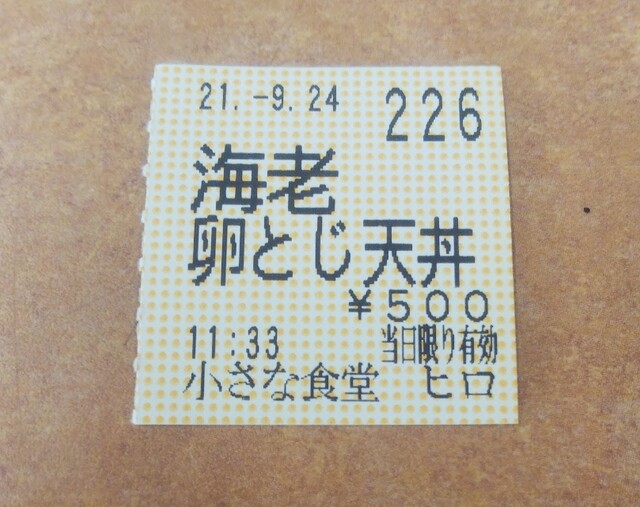 21.-9.24 226
海老
卵とじ天丼
¥500
11:33 当日限り有効
小さな食堂 ヒロ